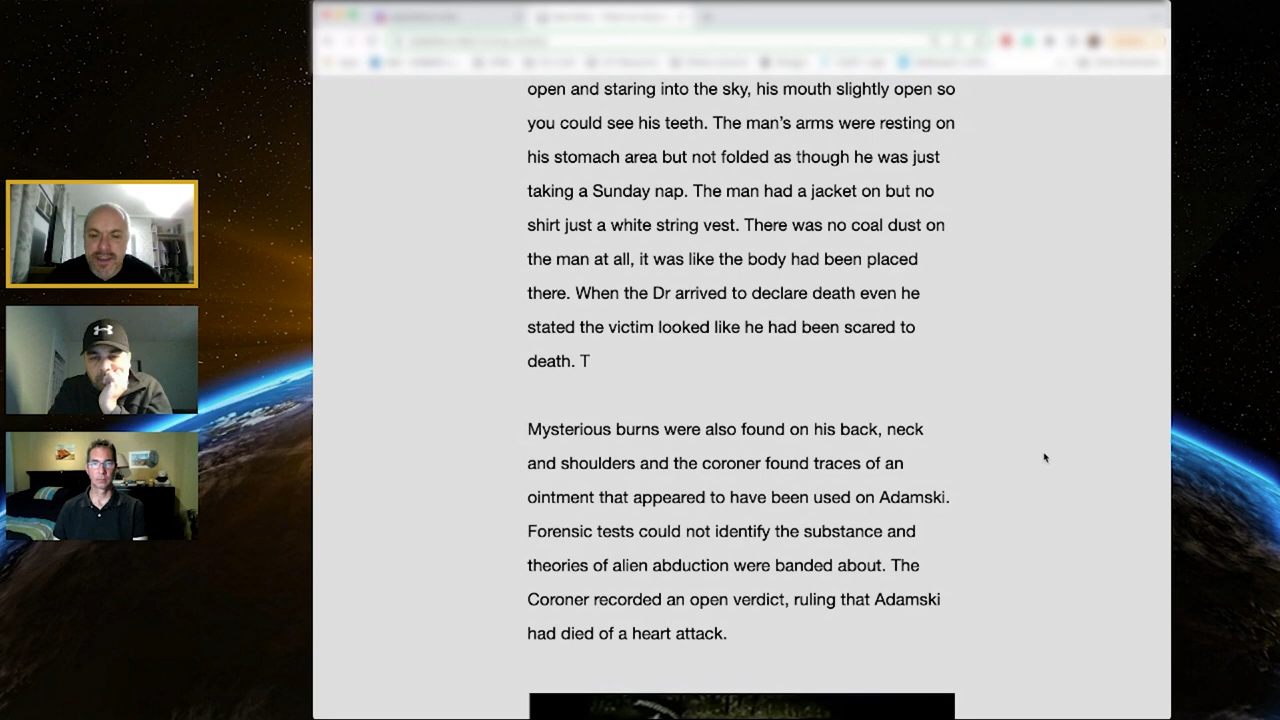 open and staring into the sky, his mouth slightly open so
you could see his teeth. The man’s arms were resting on
his stomach area but not folded as though he was just
taking a Sunday nap. The man had a jacket on but no
shirt just a white string vest. There was no coal dust on
the man at all, it was like the body had been placed
there. When the Dr arrived to declare death even he
stated the victim looked like he had been scared to
death. T
Mysterious burns were also found on his back, neck
and shoulders and the coroner found traces of an
ointment that appeared to have been used on Adamski.
Forensic tests could not identify the substance and
theories of alien abduction were banded about. The
Coroner recorded an open verdict, ruling that Adamski
had died of a heart attack.